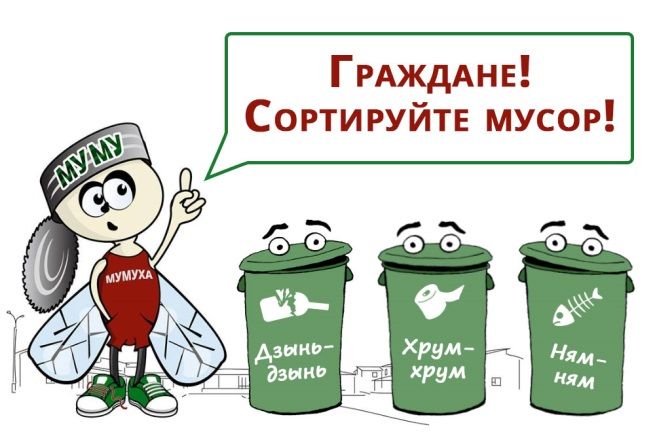 Граждане!
Сортируйте мусор!
МУ-МУ
МУМУХА
Дзынь-
дзынь
Хрум-
хрум
Ням-
ням